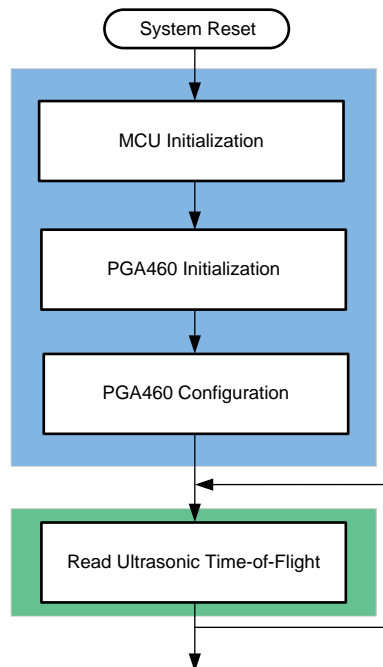 System Reset
MCU Initialization
PGA460 Initialization
PGA460 Configuration
Read Ultrasonic Time-of-Flight